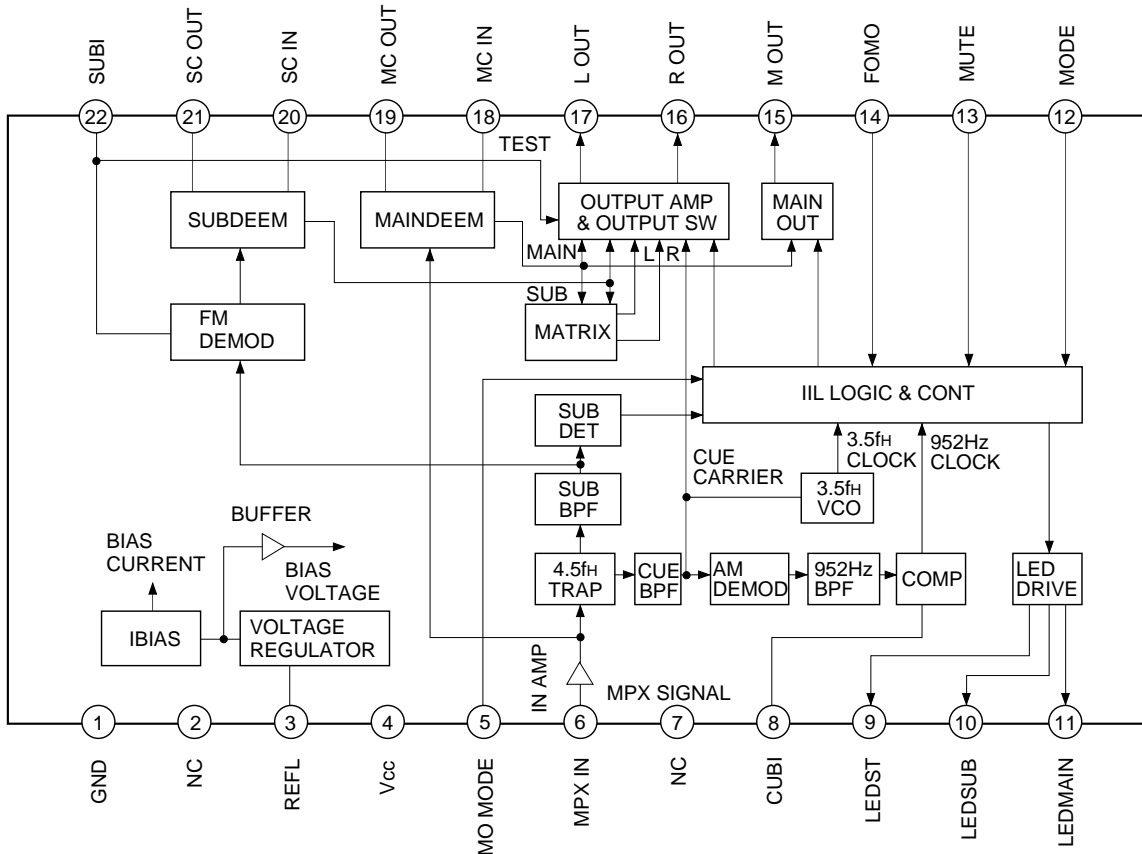 SUBI
SC OUT
SC IN
MC OUT
MC IN
L OUT
R OUT
M OUT
FOMO
MUTE
MODE
22
21
20
19
18
17
16
15
14
13
12
TEST
SUBDEEM
MAINDEEM
OUTPUT AMP
& OUTPUT SW
MAIN
OUT
MAIN
L
R
SUB
FM
DEMOD
MATRIX
IIL LOGIC & CONT
SUB
DET
3.5fH
CLOCK
952Hz
CLOCK
CUE
CARRIER
SUB
BPF
3.5fH
VCO
BUFFER
BIAS
CURRENT
BIAS
VOLTAGE
4.5fH
TRAP
CUE
BPF
AM
DEMOD
952Hz
BPF
COMP
LED
DRIVE
IBIAS
VOLTAGE
REGULATOR
IN AMP
MPX SIGNAL
1
2
3
4
5
6
7
8
9
10
11
GND
NC
REFL
Vcc
MO MODE
MPX IN
NC
CUBI
LEDST
LEDSUB
LEDMAIN